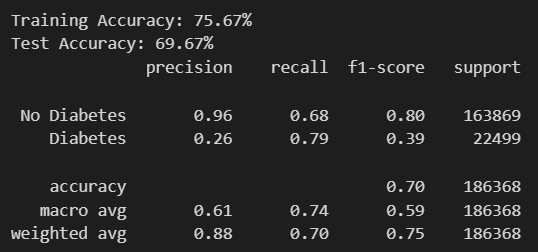 Training Accuracy: 75.67%
Test Accuracy: 69.67%
precision recall f1-score support
No Diabetes 0.96 0.68 0.80 163869
Diabetes 0.26 0.79 0.39 22499
accuracy 0.70 186368
macro avg 0.61 0.74 0.59 186368
weighted avg 0.88 0.70 0.75 186368